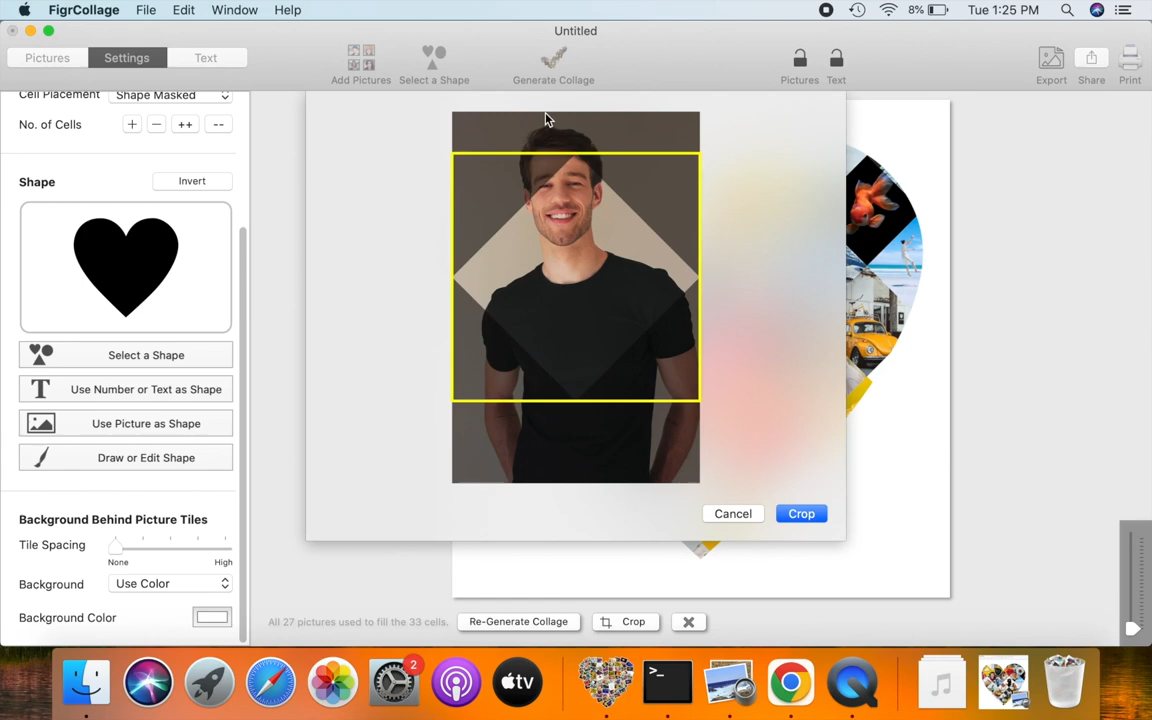 FigrCollage File Edit Window Help 8% Tue 1:25 PM
Untitled
Pictures Settings Text Add Pictures Select a Shape Generate Collage Pictures Text Export Share Print
Cell Placement Shape Masked
No. of Cells + - ++ --
Shape Invert
Select a Shape
T Use Number or Text as Shape
Use Picture as Shape
Draw or Edit Shape
Cancel Crop
Background Behind Picture Tiles
Tile Spacing
None High
Background Use Color
Background Color
All 27 pictures used to fill the 33 cells. Re-Generate Collage Crop
2
tv